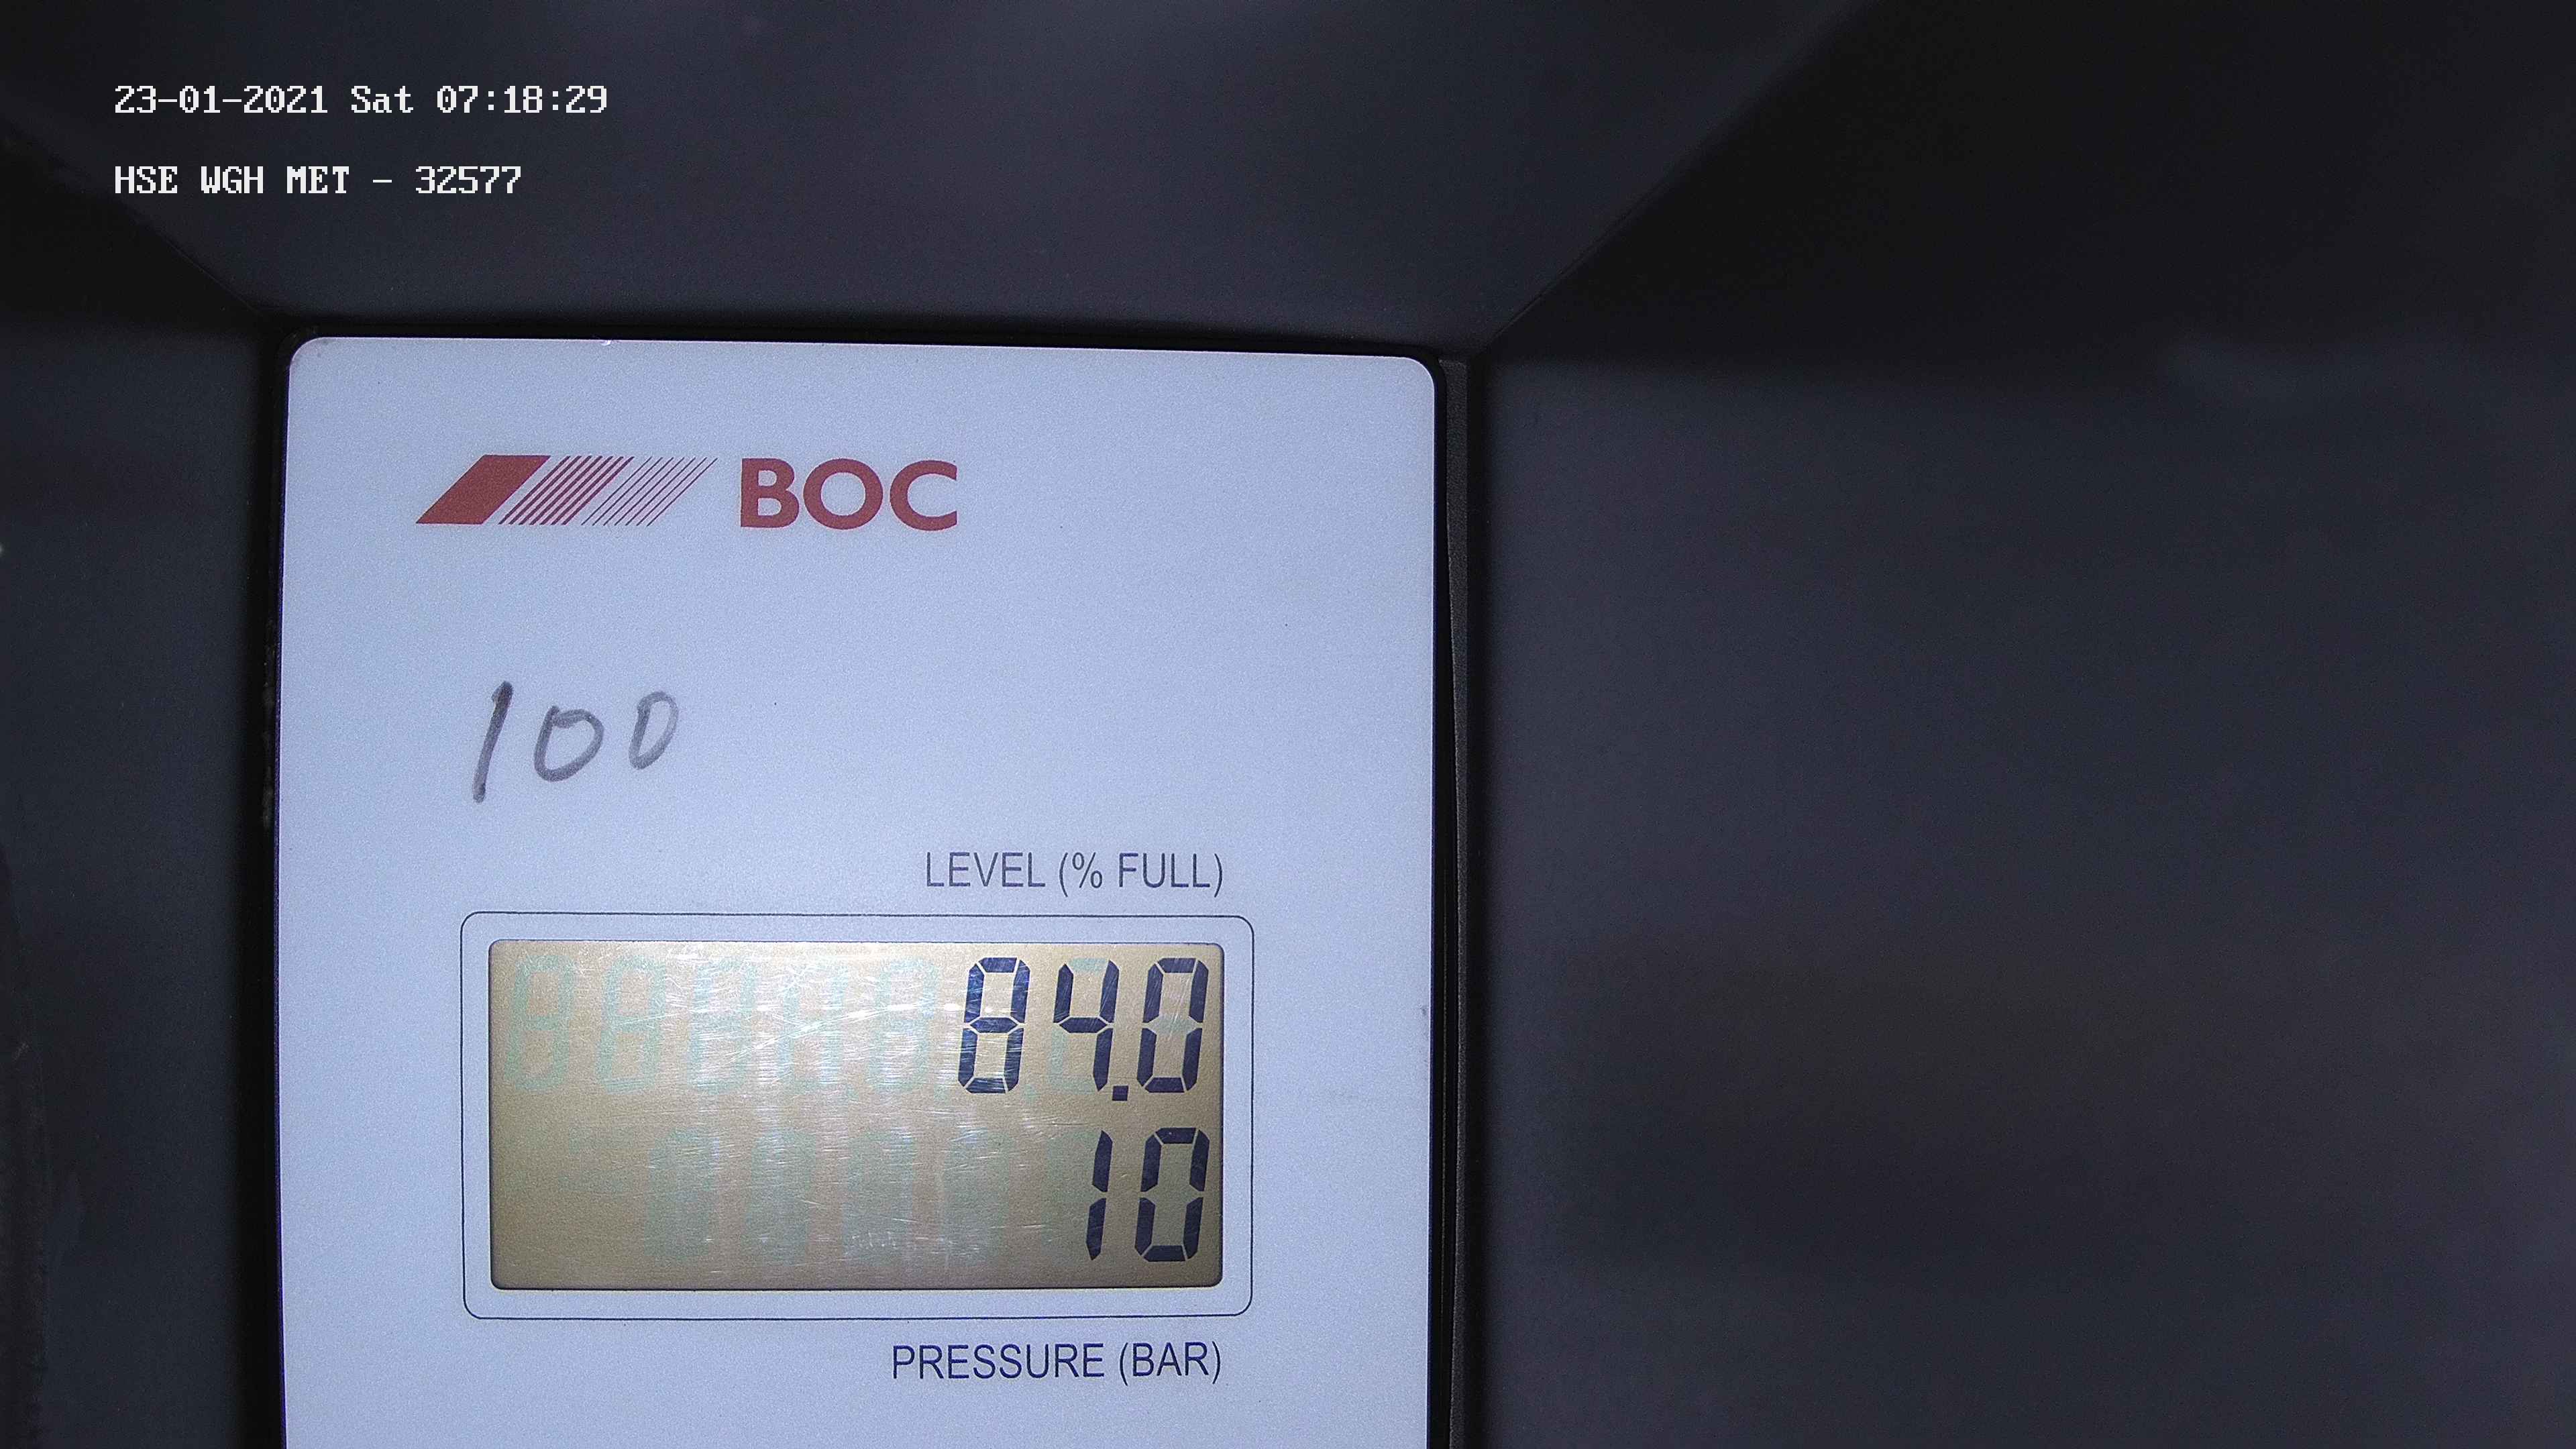 23-01-2021 Sat 07:18:29
HSE WGH MET - 32577
BOC
100
LEVEL (% FULL)
84.0
10
PRESSURE (BAR)